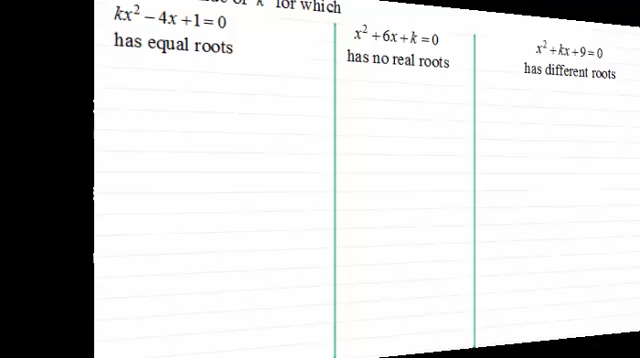 of k for which
kx² − 4x + 1 = 0
has equal roots
x² + 6x + k = 0
has no real roots
x² + kx + 9 = 0
has different roots